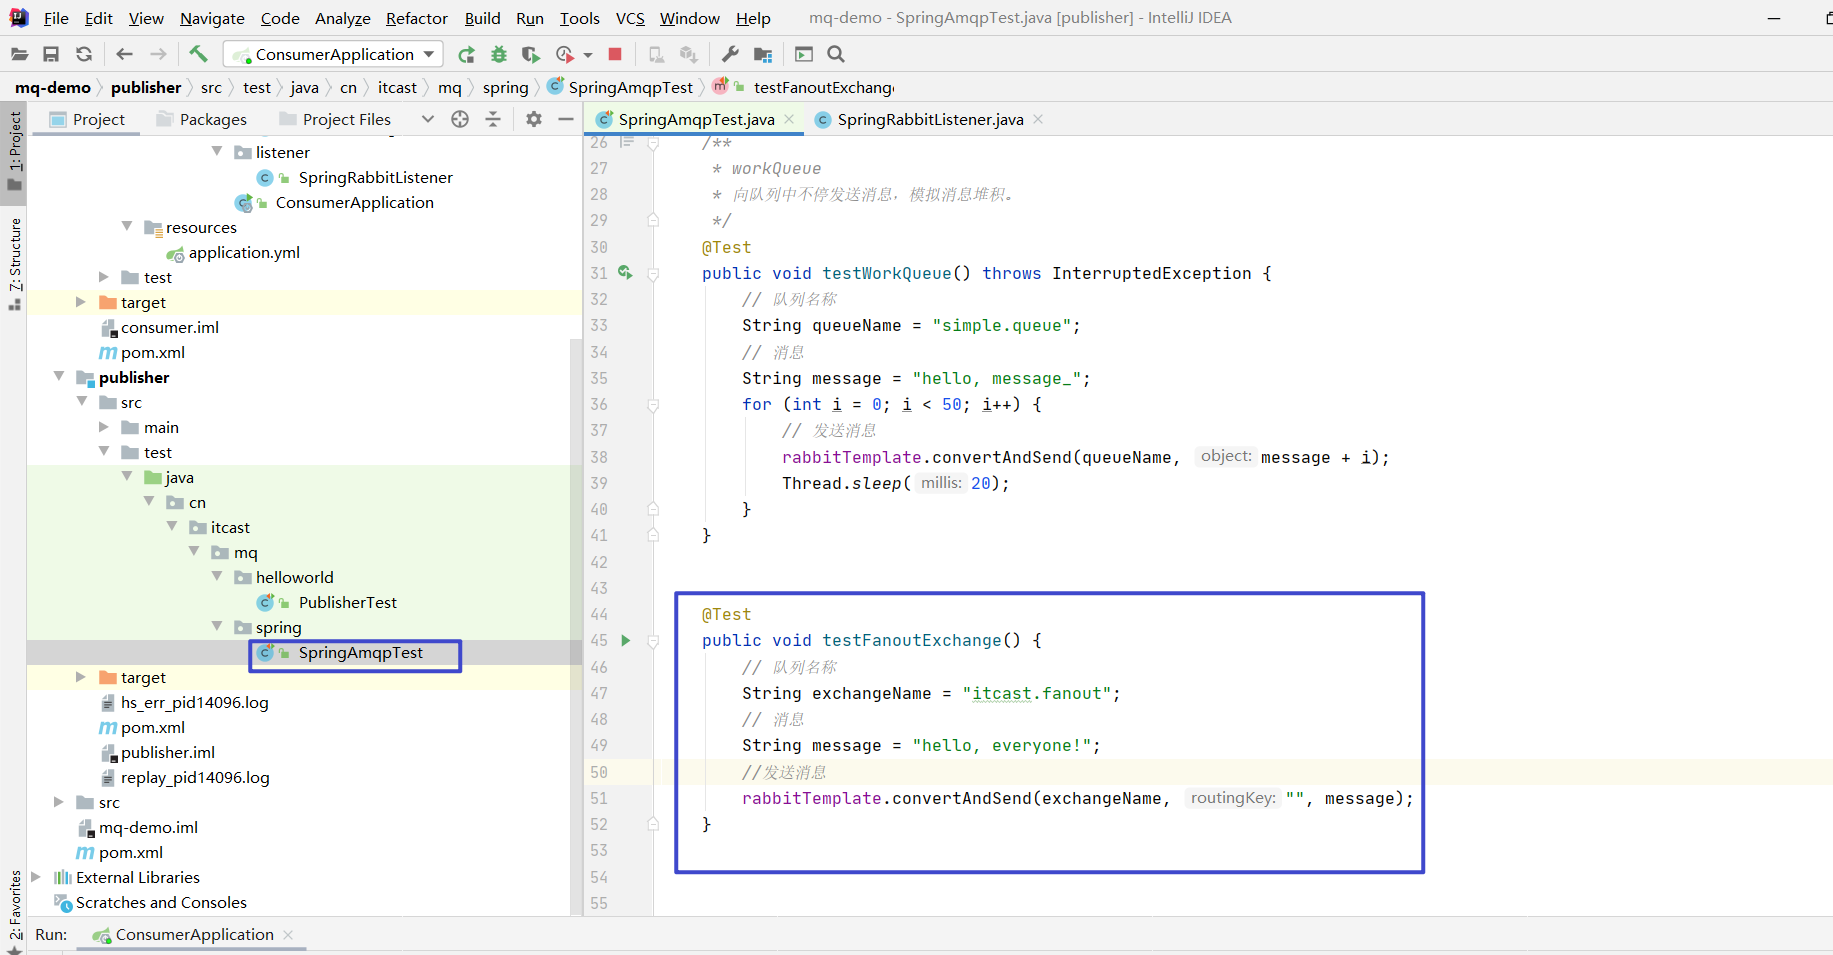 File Edit View Navigate Code Analyze Refactor Build Run Tools VCS Window Help mq-demo - SpringAmqpTest.java [publisher] - IntelliJ IDEA
ConsumerApplication
mq-demo publisher src test java cn itcast mq spring SpringAmqpTest testFanoutExchang
Project Packages Project Files
SpringAmqpTest.java SpringRabbitListener.java
1: Project
7: Structure
2: Favorites
listener
SpringRabbitListener
ConsumerApplication
resources
application.yml
test
target
consumer.iml
pom.xml
publisher
src
main
test
java
cn
itcast
mq
helloworld
PublisherTest
spring
SpringAmqpTest
target
hs_err_pid14096.log
pom.xml
publisher.iml
replay_pid14096.log
src
mq-demo.iml
pom.xml
External Libraries
Scratches and Consoles
26 /**
27 * workQueue
28 * 向队列中不停发送消息，模拟消息堆积。
29 */
30 @Test
31 public void testWorkQueue() throws InterruptedException {
32 // 队列名称
33 String queueName = "simple.queue";
34 // 消息
35 String message = "hello, message_";
36 for (int i = 0; i < 50; i++) {
37 // 发送消息
38 rabbitTemplate.convertAndSend(queueName, object: message + i);
39 Thread.sleep( millis: 20);
40 }
41 }
42
43
44 @Test
45 public void testFanoutExchange() {
46 // 队列名称
47 String exchangeName = "itcast.fanout";
48 // 消息
49 String message = "hello, everyone!";
50 //发送消息
51 rabbitTemplate.convertAndSend(exchangeName, routingKey: "", message);
52 }
53
54
55
Run: ConsumerApplication